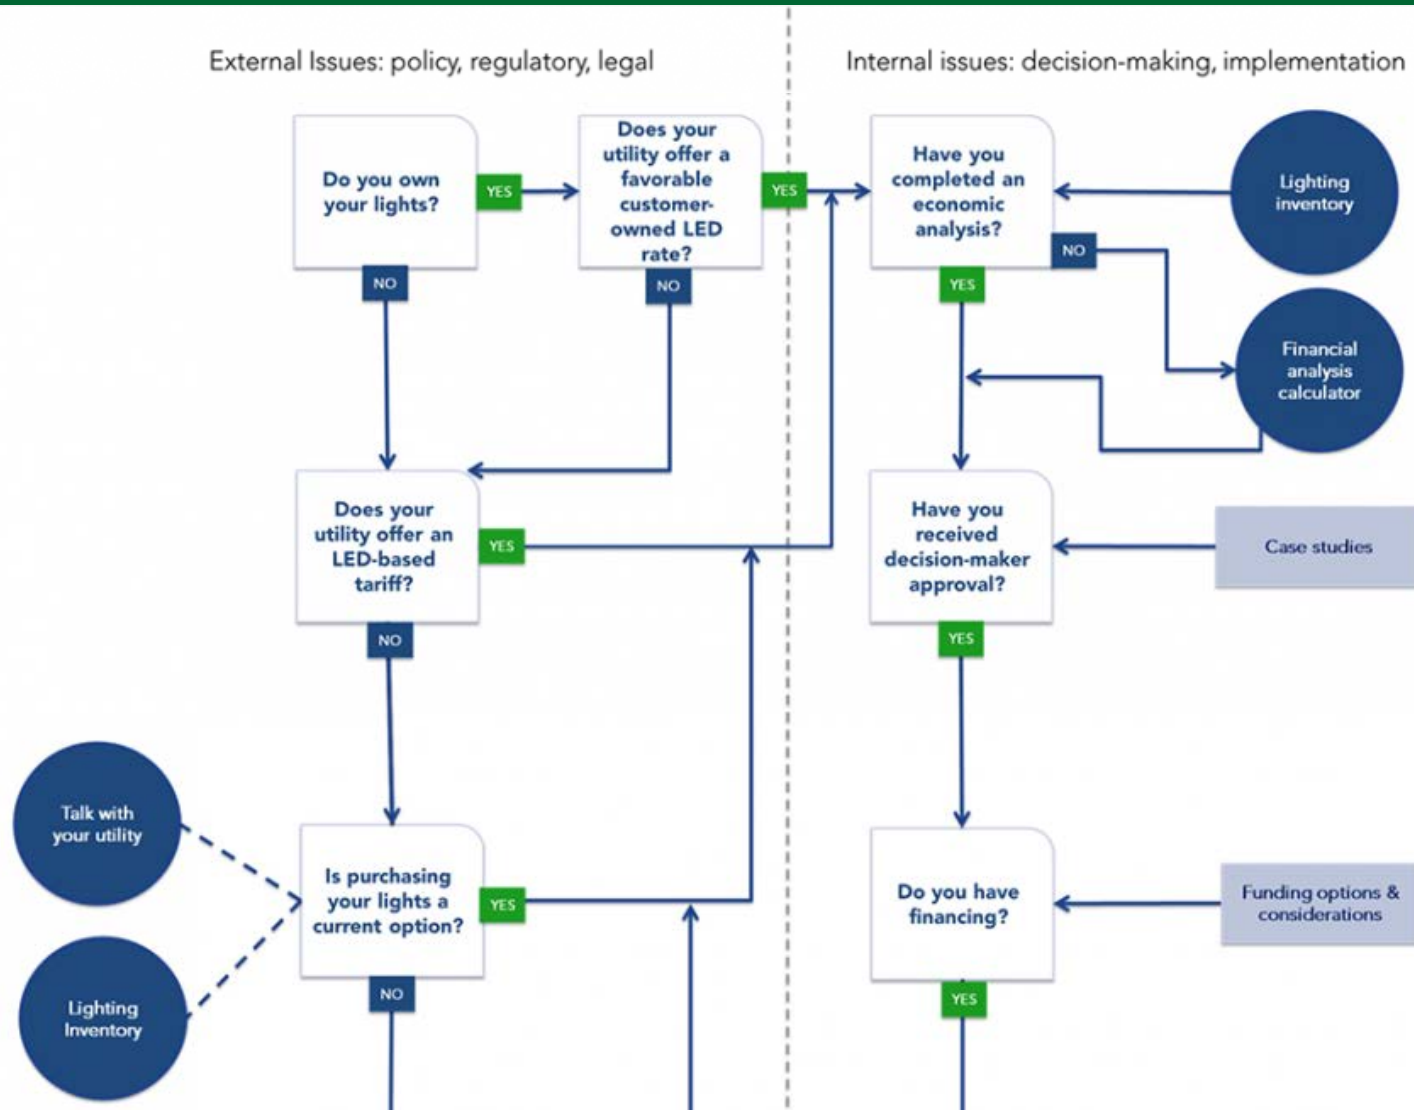 External Issues: policy, regulatory, legal
Internal issues: decision-making, implementation
Do you own
your lights?
YES
NO
Does your
utility offer a
favorable
customer-
owned LED
rate?
YES
NO
Have you
completed an
economic
analysis?
NO
YES
Lighting
inventory
Financial
analysis
calculator
Does your
utility offer an
LED-based
tariff?
YES
NO
Have you
received
decision-maker
approval?
YES
Case studies
Talk with
your utility
Lighting
Inventory
Is purchasing
your lights a
current option?
YES
NO
Do you have
financing?
YES
Funding options &
considerations